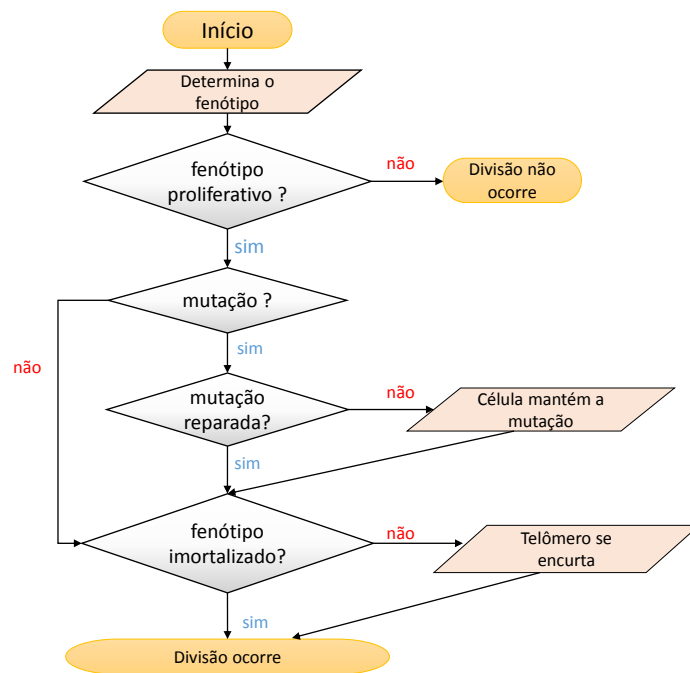 Início
Determina o
fenótipo
fenótipo
proliferativo ?
não
Divisão não
ocorre
sim
mutação ?
não
sim
mutação
reparada?
não
Célula mantém a
mutação
sim
fenótipo
imortalizado?
não
Telômero se
encurta
sim
Divisão ocorre